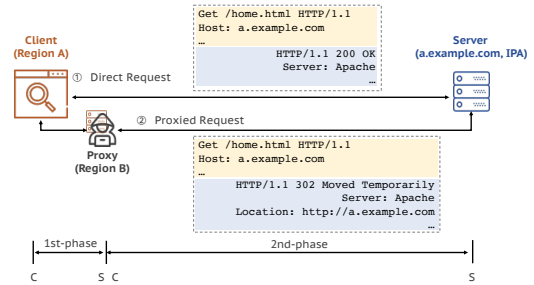 Get /home.html HTTP/1.1
Host: a.example.com
…
HTTP/1.1 200 OK
Server: Apache
…
Client
(Region A)
Server
(a.example.com, IPA)
① Direct Request
② Proxied Request
Proxy
(Region B)
Get /home.html HTTP/1.1
Host: a.example.com
…
HTTP/1.1 302 Moved Temporarily
Server: Apache
Location: http://a.example.com
…
1st-phase
2nd-phase
C
S C
S